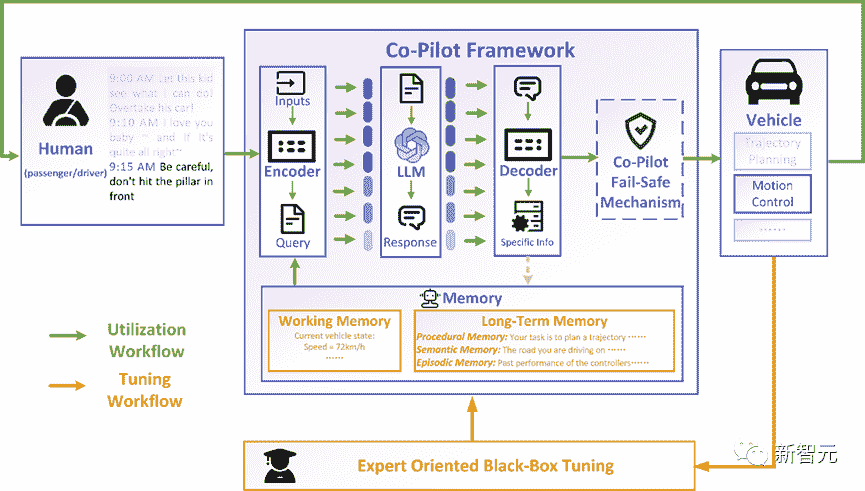 Co-Pilot Framework
9:00 AM Let this kid
see what I can do!
Overtake his car!
9:10 AM I love you
baby ~ and if it's
quite all right~
9:15 AM Be careful,
don't hit the pillar in
front
Human
(passenger/driver)
Inputs
Encoder
Query
LLM
Response
Decoder
Specific Info
Co-Pilot
Fail-Safe
Mechanism
Vehicle
Trajectory
Planning
Motion
Control
······
Memory
Working Memory
Current vehicle state:
Speed = 72km/h
······
Long-Term Memory
Procedural Memory: Your task is to plan a trajectory ······
Semantic Memory: The road you are driving on ······
Episodic Memory: Past performance of the controllers······
Utilization
Workflow
Tuning
Workflow
Expert Oriented Black-Box Tuning
新智元